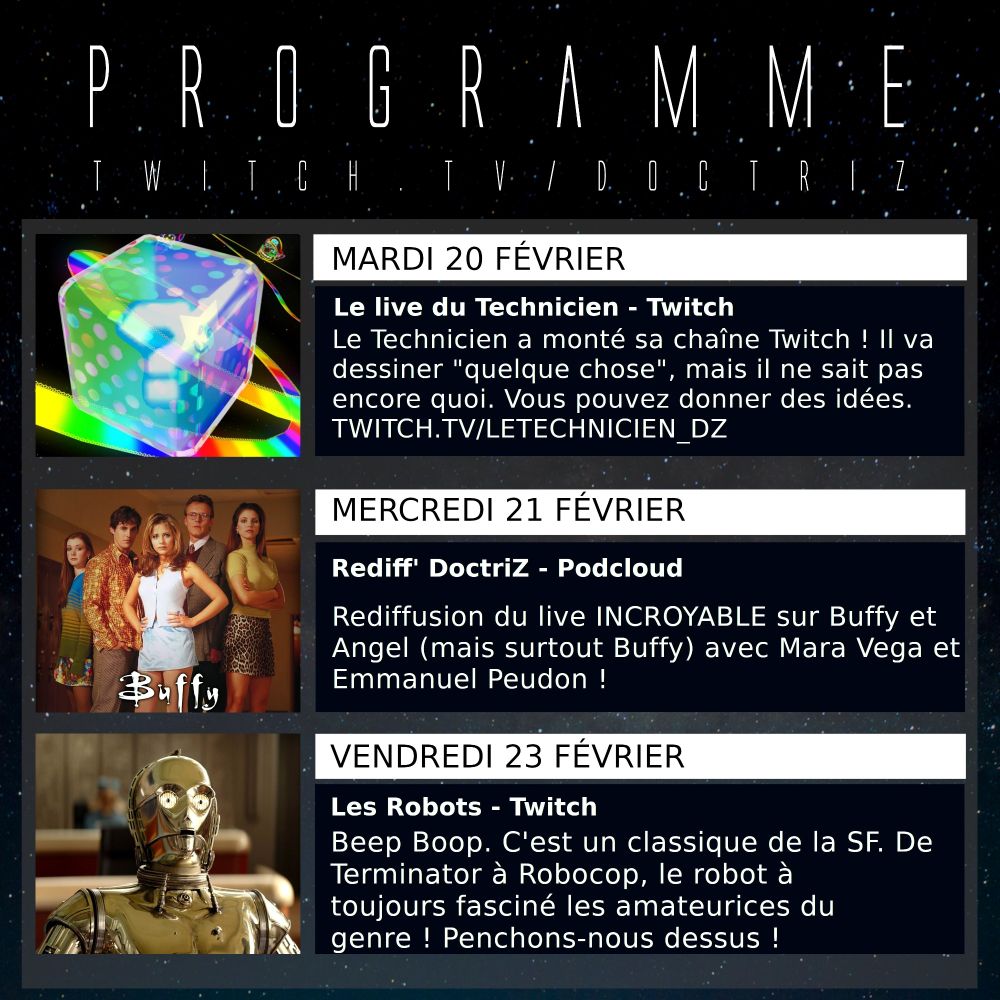 PROGRAMME
TWITCH.TV/DOCTRIZ
MARDI 20 FÉVRIER
Le live du Technicien - Twitch
Le Technicien a monté sa chaîne Twitch ! Il va
dessiner "quelque chose", mais il ne sait pas
encore quoi. Vous pouvez donner des idées.
TWITCH.TV/LETECHNICIEN_DZ
MERCREDI 21 FÉVRIER
Rediff' DoctriZ - Podcloud
Rediffusion du live INCROYABLE sur Buffy et
Angel (mais surtout Buffy) avec Mara Vega et
Emmanuel Peudon !
Buffy
VENDREDI 23 FÉVRIER
Les Robots - Twitch
Beep Boop. C'est un classique de la SF. De
Terminator à Robocop, le robot à
toujours fasciné les amateurices du
genre ! Penchons-nous dessus !